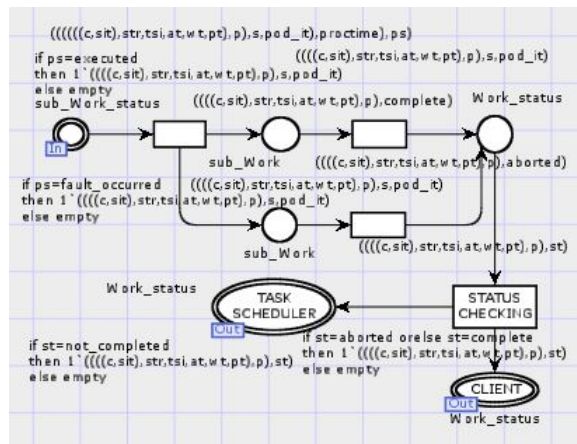 ((((((c,sit),str,tsi,at,wt,pt),p),s,pod_it),proctime),ps)
if ps=executed
then 1`((((c,sit),str,tsi,at,wt,pt),p),s,pod_it)
else empty
((((c,sit),str,tsi,at,wt,pt),p),s,pod_it)
sub_Work_status
((((c,sit),str,tsi,at,wt,pt),p),complete)
Work_status
In
sub_Work
((((c,sit),str,tsi,at,wt,pt),p),aborted)
if ps=fault_occurred
then 1`((((c,sit),str,tsi,at,wt,pt),p),s,pod_it)
else empty
((((c,sit),str,tsi,at,wt,pt),p),s,pod_it)
sub_Work
((((c,sit),str,tsi,at,wt,pt),p),st)
Work_status
TASK
SCHEDULER
Out
STATUS
CHECKING
if st=not_completed
then 1`((((c,sit),str,tsi,at,wt,pt),p),st)
else empty
if st=aborted orelse st=complete
then 1`((((c,sit),str,tsi,at,wt,pt),p),st)
else empty
CLIENT
Out
Work_status